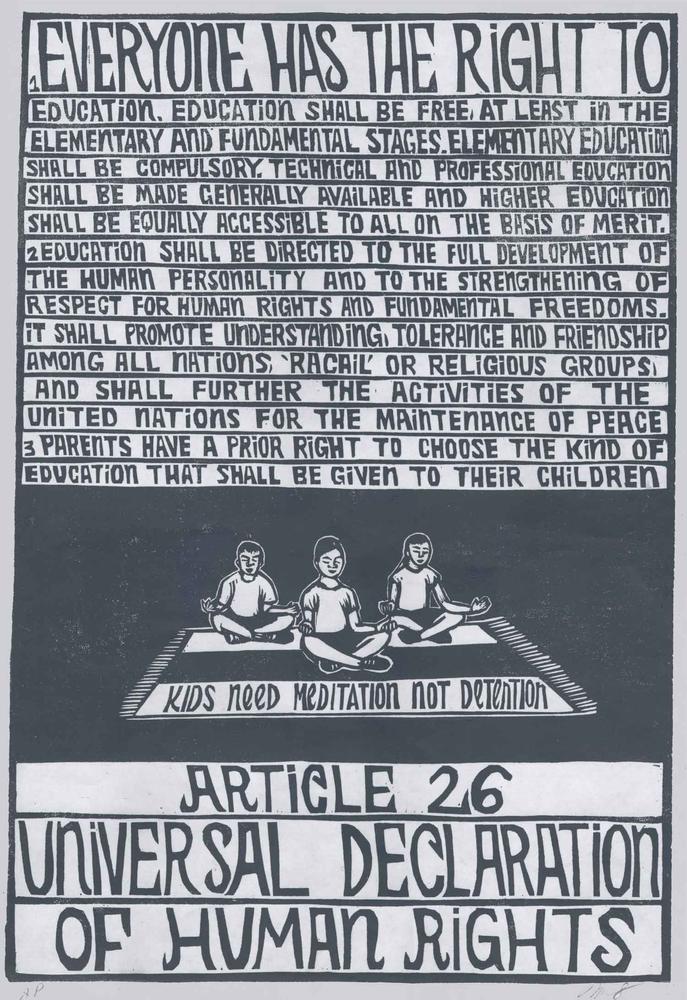 1 EVERYONE HAS THE RIGHT TO
EDUCATION. EDUCATION SHALL BE FREE, AT LEAST in THE
ELEMENTARY AND FUNDAMENTAL STAGES. ELEMENTARY EDUCATION
SHALL BE COMPULSORY. TECHNICAL AND PROFESSIONAL EDUCATION
SHALL BE MADE GENERALLY AVAILABLE AND HIGHER EDUCATION
SHALL BE EQUALLY ACCESSIBLE TO ALL ON THE BASIS OF MERIT.
2 EDUCATION SHALL BE DIRECTED TO THE FULL DEVELOPMENT OF
THE HUMAN PERSONALITY AND TO THE STRENGTHENING OF
RESPECT FOR HUMAN RIGHTS AND FUNDAMENTAL FREEDOMS.
IT SHALL PROMOTE UNDERSTANDING, TOLERANCE AND FRIENDSHIP
AMONG ALL NATIONS, 'RACAIL' OR RELIGIOUS GROUPS,
AND SHALL FURTHER THE ACTIVITIES OF THE
UNITED NATIONS FOR THE MAINTENANCE OF PEACE
3 PARENTS HAVE A PRIOR RIGHT TO CHOOSE THE KIND OF
EDUCATION THAT SHALL BE GIVEN TO THEIR CHILDREN
KIDS NEED MEDITATION NOT DETENTION
ARTICLE 26
UNIVERSAL DECLARATION
OF HUMAN RIGHTS
AP